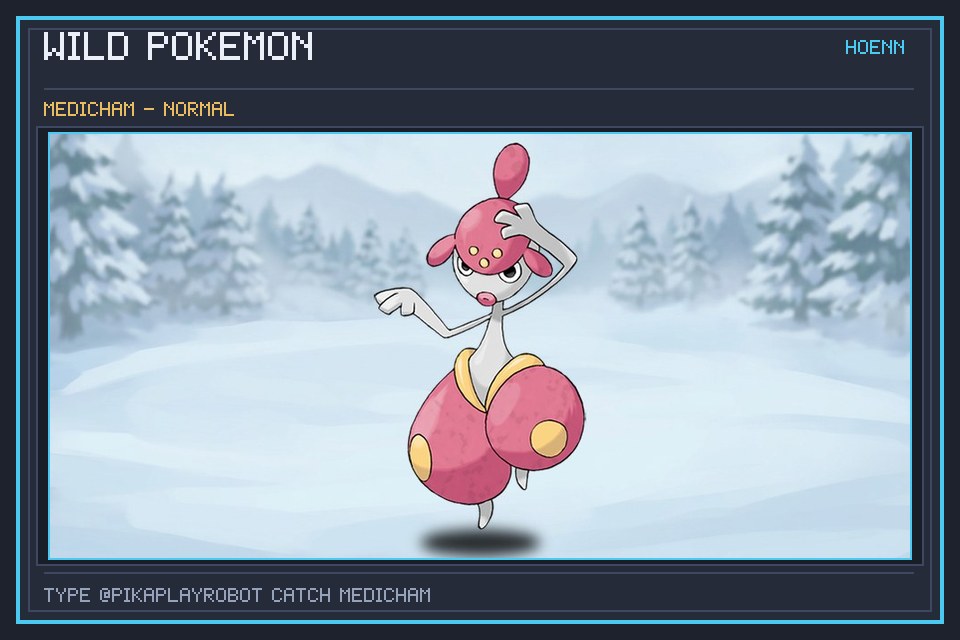 WILD POKEMON
HOENN
MEDICHAM - NORMAL
TYPE @PIKAPLAYROBOT CATCH MEDICHAM